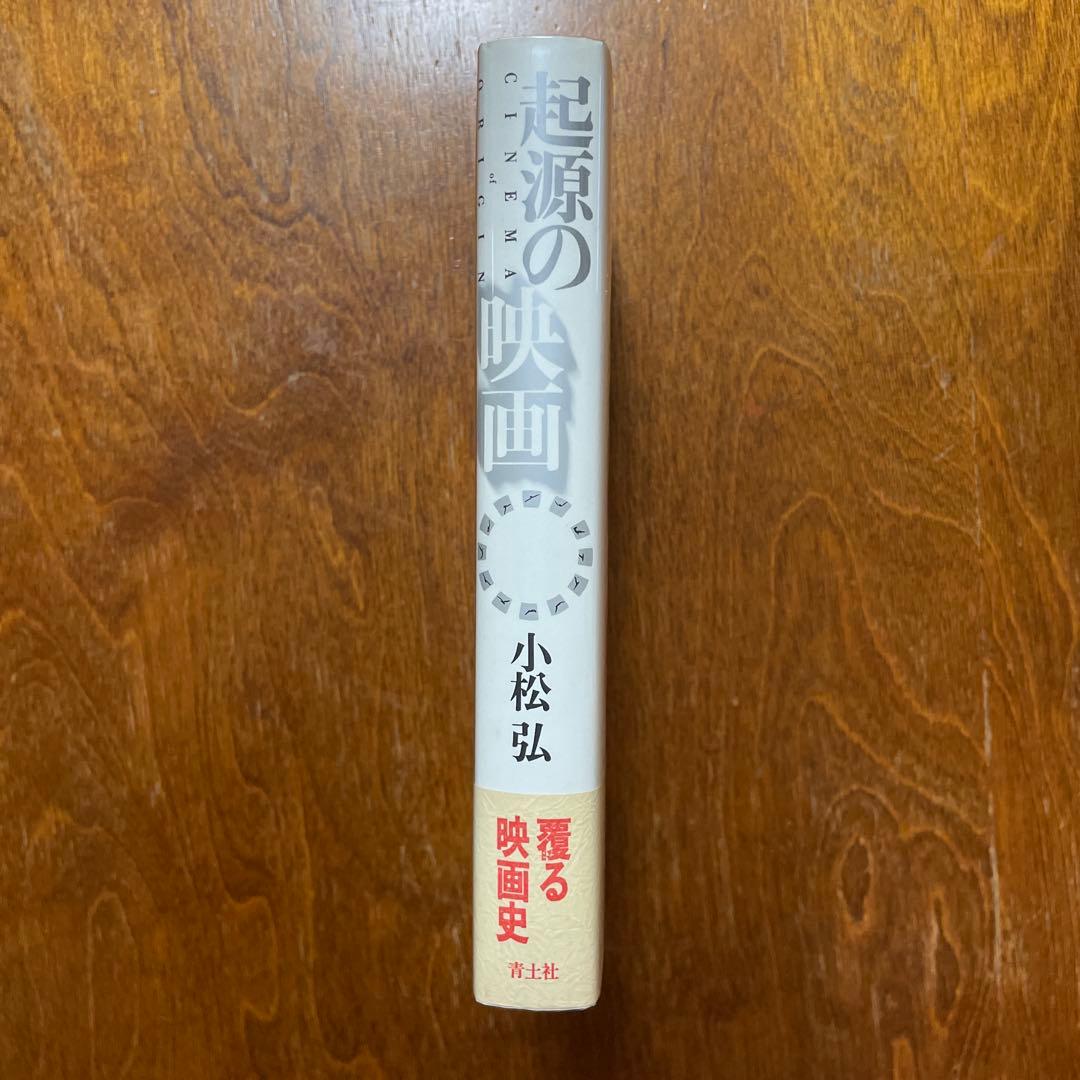 起源の
映画
CINEMA
of
ORIGIN
小松 弘
覆る
映画史
青土社